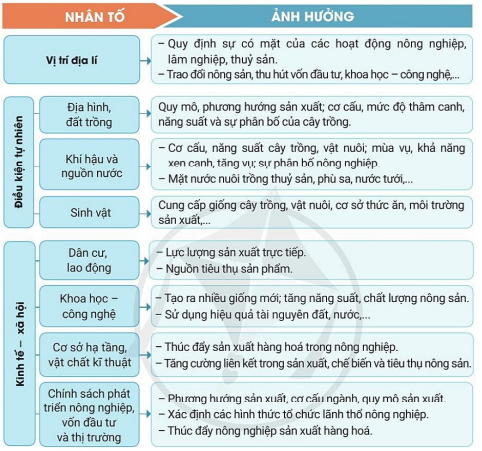 NHÂN TỐ
ẢNH HƯỞNG
Vị trí địa lí
– Quy định sự có mặt của các hoạt động nông nghiệp,
lâm nghiệp, thuỷ sản.
– Trao đổi nông sản, thu hút vốn đầu tư, khoa học – công nghệ,...
Điều kiện tự nhiên
Địa hình,
đất trồng
Quy mô, phương hướng sản xuất; cơ cấu, mức độ thâm canh,
năng suất và sự phân bố của cây trồng.
Khí hậu và
nguồn nước
– Cơ cấu, năng suất cây trồng, vật nuôi; mùa vụ, khả năng
xen canh, tăng vụ; sự phân bố nông nghiệp.
– Mặt nước nuôi trồng thuỷ sản, phù sa, nước tưới,...
Sinh vật
Cung cấp giống cây trồng, vật nuôi, cơ sở thức ăn, môi trường
sản xuất,...
Kinh tế – xã hội
Dân cư,
lao động
– Lực lượng sản xuất trực tiếp.
– Nguồn tiêu thụ sản phẩm.
Khoa học –
công nghệ
– Tạo ra nhiều giống mới; tăng năng suất, chất lượng nông sản.
– Sử dụng hiệu quả tài nguyên đất, nước,...
Cơ sở hạ tầng,
vật chất kĩ thuật
– Thúc đẩy sản xuất hàng hoá trong nông nghiệp.
– Tăng cường liên kết trong sản xuất, chế biến và tiêu thụ nông sản.
Chính sách phát
triển nông nghiệp,
vốn đầu tư
và thị trường
– Phương hướng sản xuất, cơ cấu ngành, quy mô sản xuất.
– Xác định các hình thức tổ chức lãnh thổ nông nghiệp.
– Thúc đẩy nông nghiệp sản xuất hàng hoá.